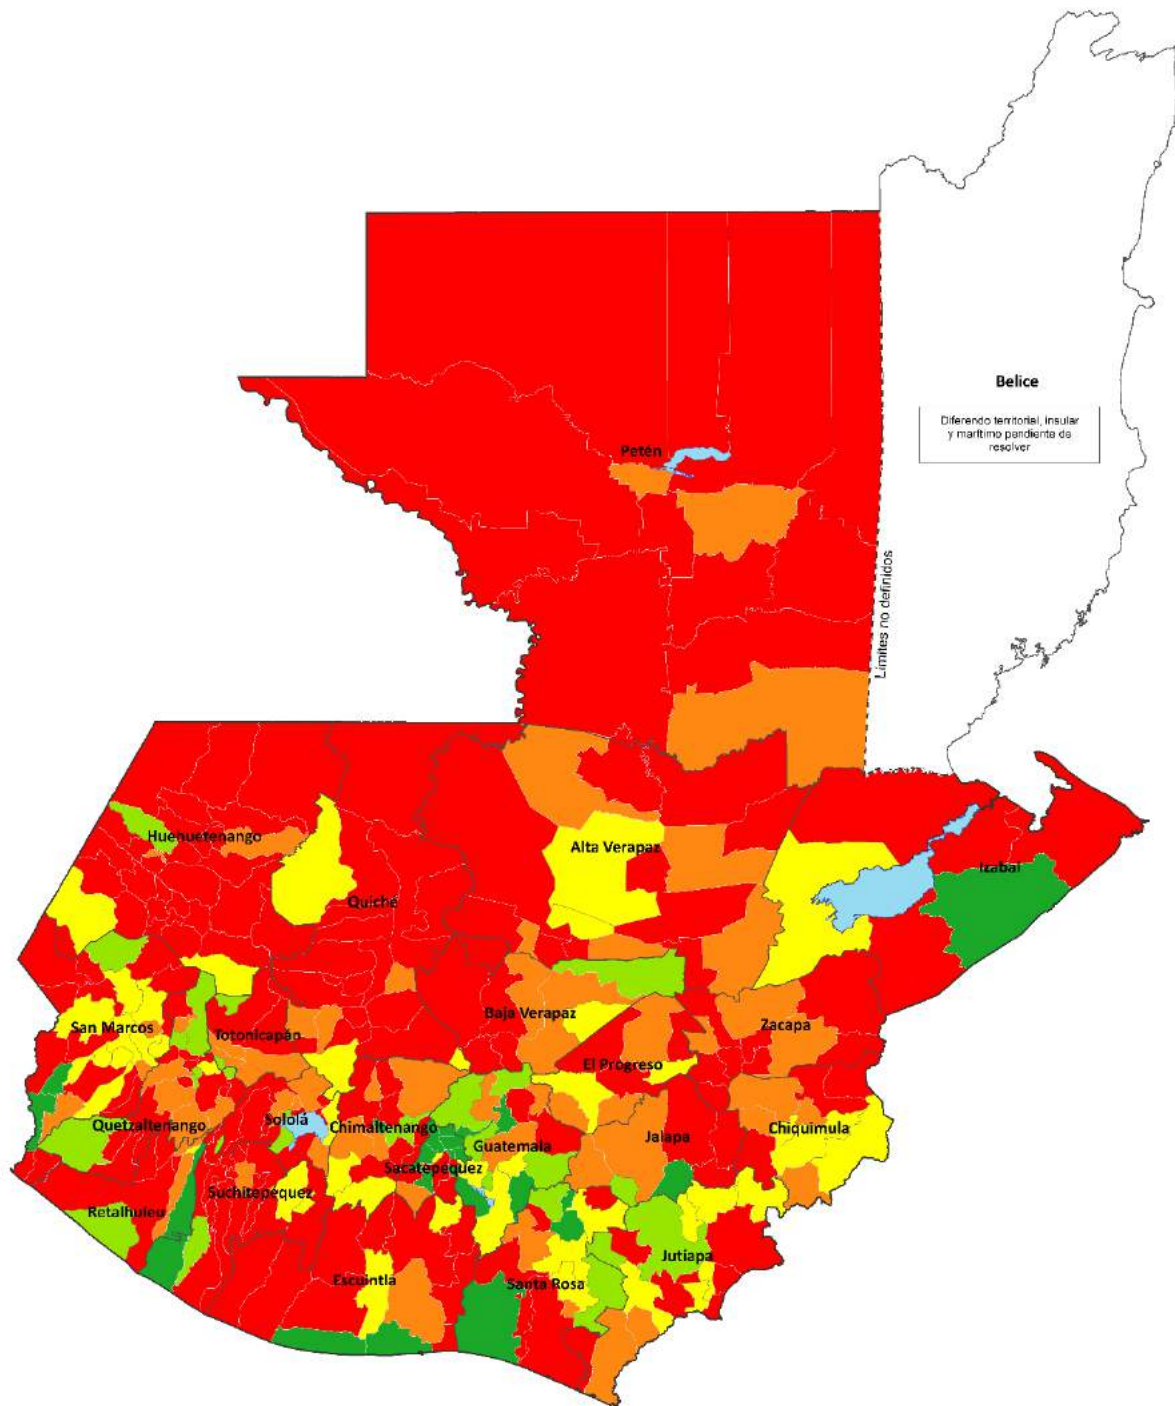 Belice
Diferendo territorial, insular
y marítimo pendiente de
resolver
Petén
Límites no definidos
Huehuetenango
Alta Verapaz
Izabal
Quiché
Baja Verapaz
San Marcos
Totonicapán
Zacapa
El Progreso
Quetzaltenango
Sololá
Chimaltenango
Guatemala
Jalapa
Chiquimula
Sacatepéquez
Suchitepéquez
Retalhuleu
Jutiapa
Escuintla
Santa Rosa